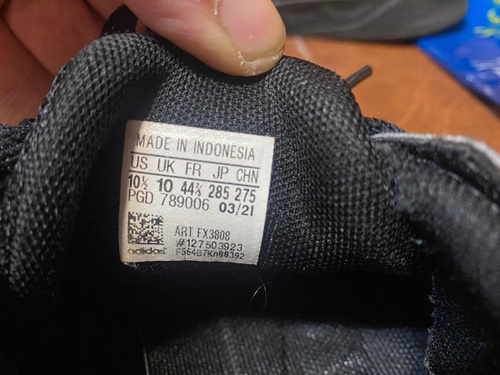 MADE IN INDONESIA
US UK FR JP CHN
10½ 10 44⅔ 285 275
PGD 789006 03/21
ART FX3808
#127503923
adidas F564B7Kn00392